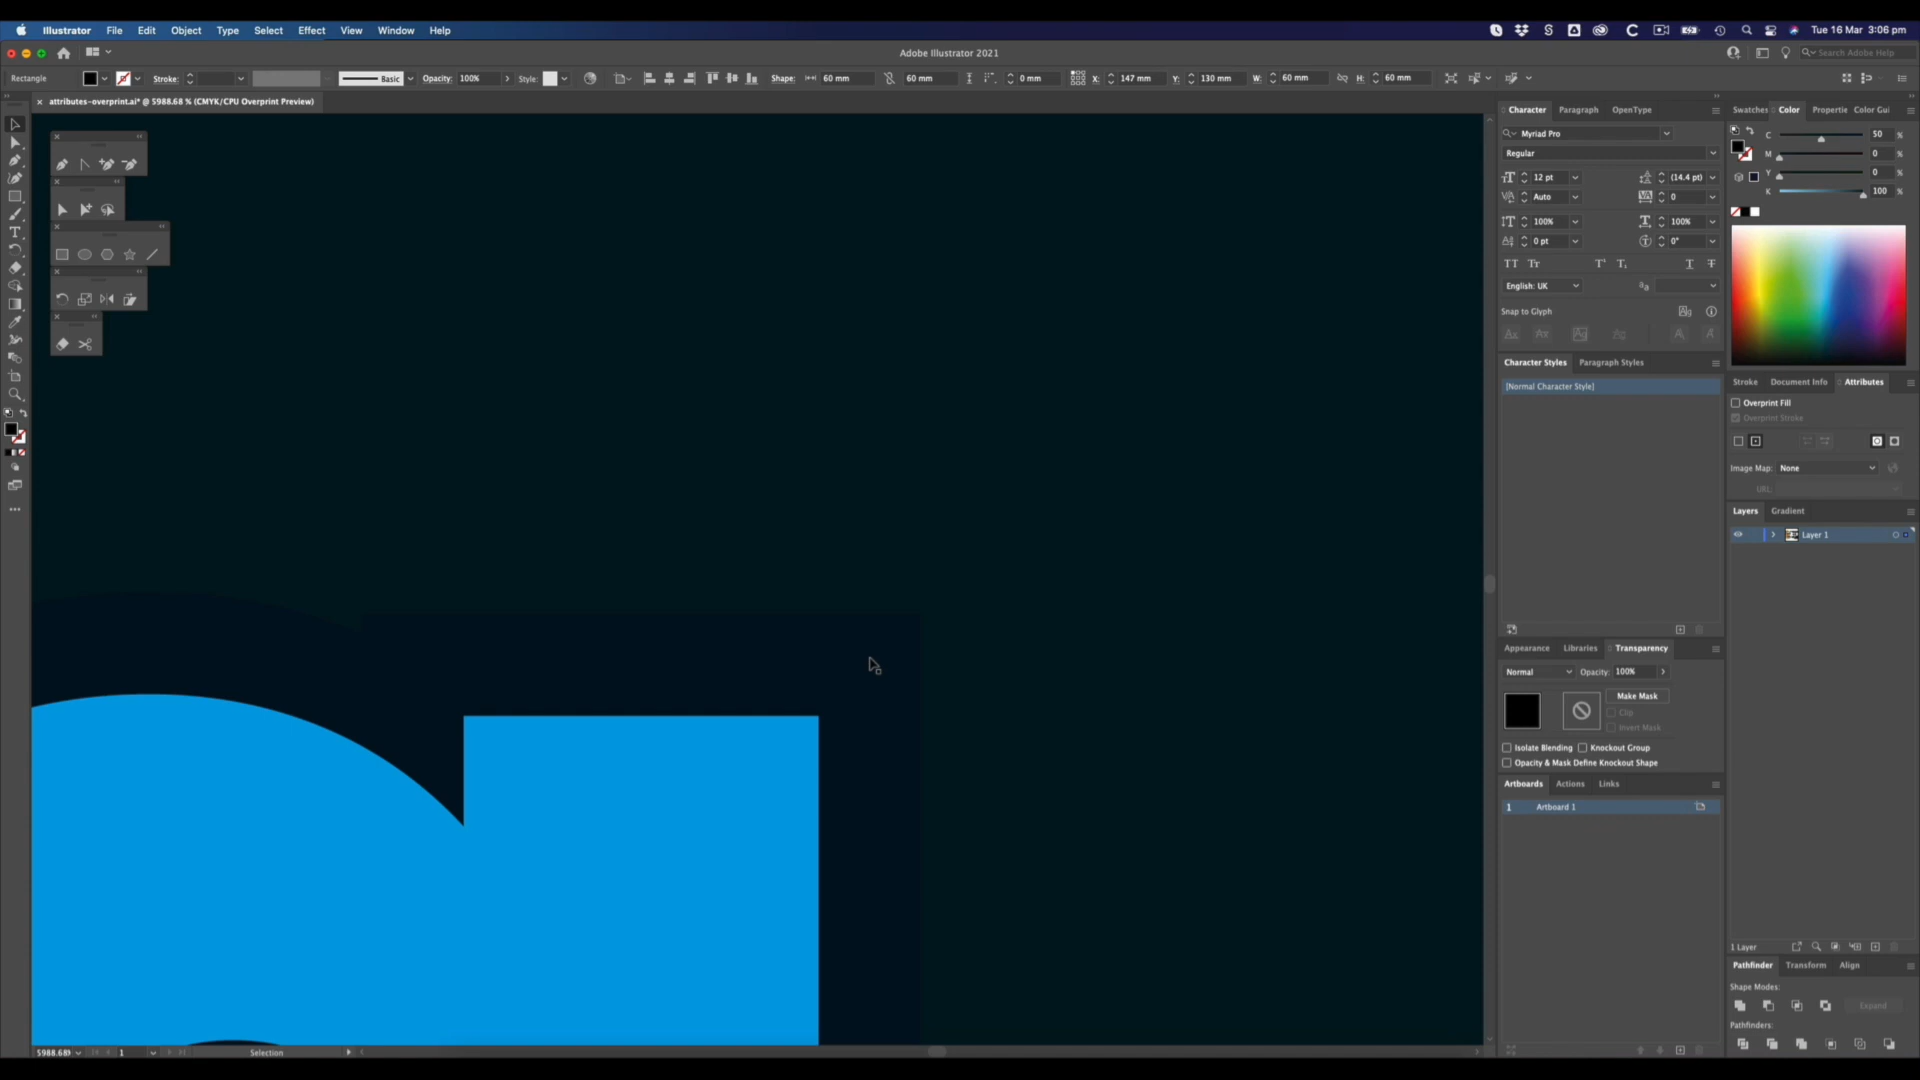 Illustrator File Edit Object Type Select Effect View Window Help
Tue 16 Mar 3:06 pm
Adobe Illustrator 2021
Search Adobe Help
Rectangle Stroke: Basic Opacity: 100% Style: Shape: 60 mm 60 mm 0 mm X: 147 mm Y: 130 mm W: 60 mm H: 60 mm
attributes-overprint.ai* @ 5988.68 % (CMYK/CPU Overprint Preview)
Character Paragraph OpenType
Myriad Pro
Regular
12 pt (14.4 pt)
Auto 0
100% 100%
0 pt 0°
English: UK
Snap to Glyph
Character Styles Paragraph Styles
[Normal Character Style]
Appearance Libraries Transparency
Normal Opacity: 100%
Make Mask
Clip
Invert Mask
Isolate Blending Knockout Group
Opacity & Mask Define Knockout Shape
Artboards Actions Links
1 Artboard 1
Swatches Color Propertie Color Gui
C 50 %
M 0 %
Y 0 %
K 100 %
Stroke Document Info Attributes
Overprint Fill
Overprint Stroke
Image Map: None
URL:
Layers Gradient
Layer 1
1 Layer
Pathfinder Transform Align
Shape Modes:
Expand
Pathfinders:
5988.68 1 Selection